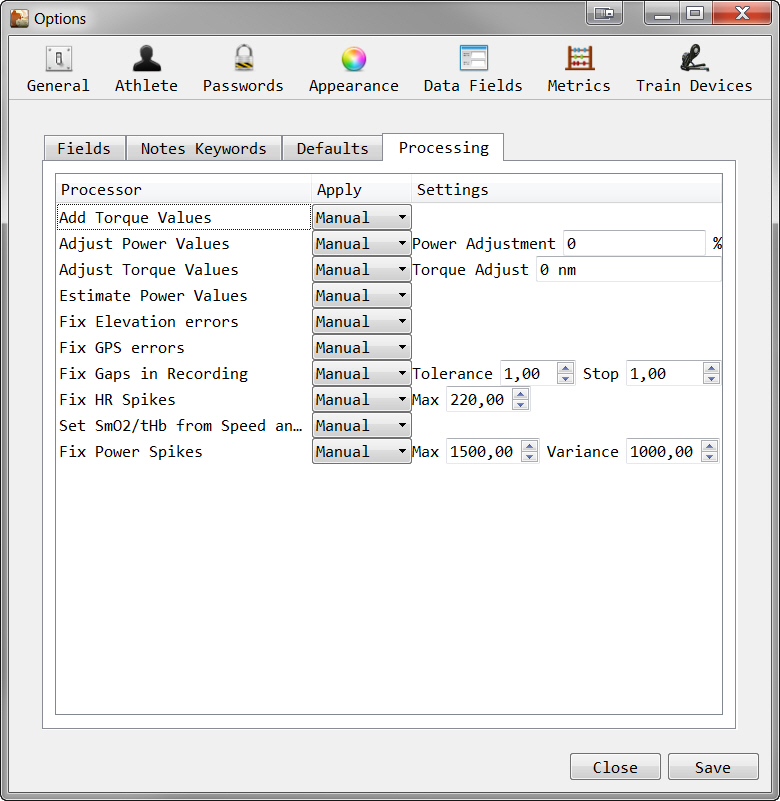 Options
General Athlete Passwords Appearance Data Fields Metrics Train Devices
Fields Notes Keywords Defaults Processing
Processor Apply Settings
Add Torque Values Manual
Adjust Power Values Manual Power Adjustment 0 %
Adjust Torque Values Manual Torque Adjust 0 nm
Estimate Power Values Manual
Fix Elevation errors Manual
Fix GPS errors Manual
Fix Gaps in Recording Manual Tolerance 1,00 Stop 1,00
Fix HR Spikes Manual Max 220,00
Set SmO2/tHb from Speed an… Manual
Fix Power Spikes Manual Max 1500,00 Variance 1000,00
Close Save